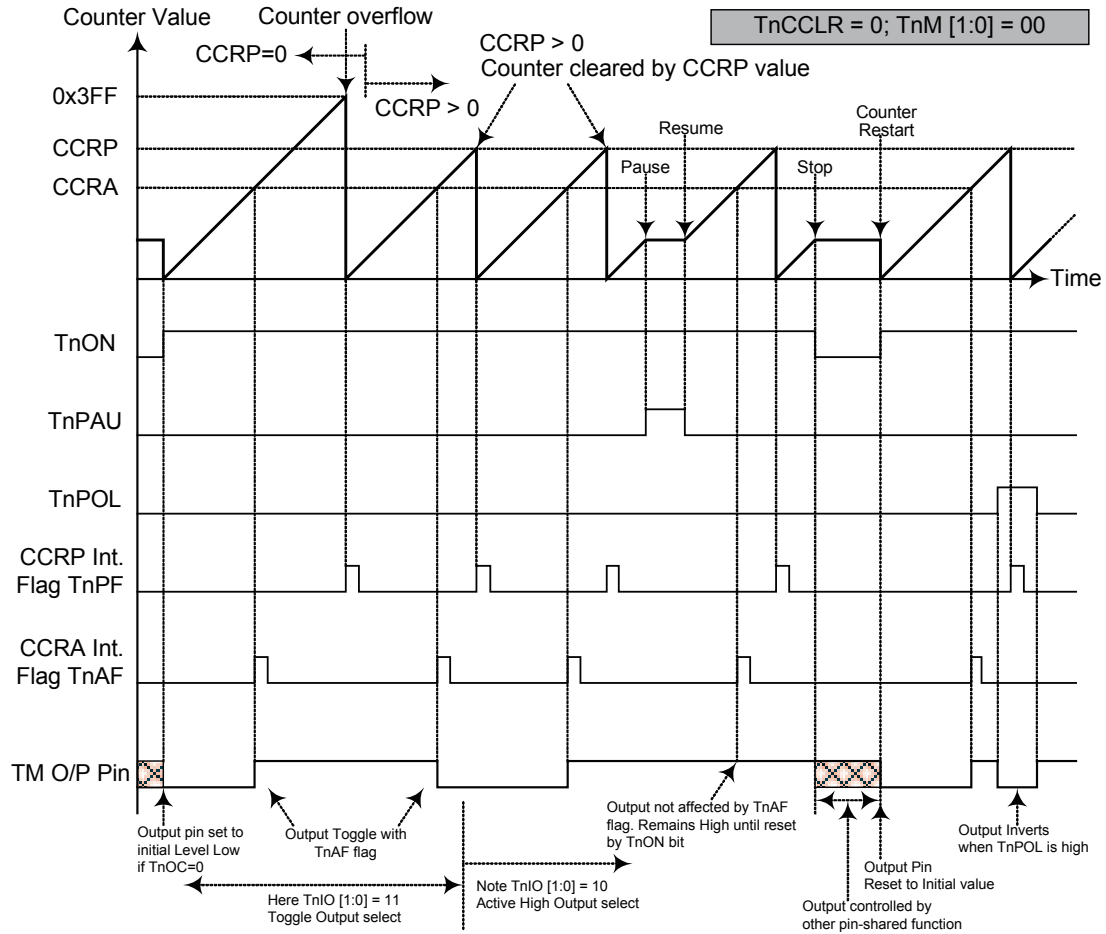 Counter Value
Counter overflow
TnCCLR = 0; TnM [1:0] = 00
CCRP=0
CCRP > 0
CCRP > 0
Counter cleared by CCRP value
0x3FF
CCRP
CCRA
Pause
Resume
Stop
Counter
Restart
Time
TnON
TnPAU
TnPOL
CCRP Int.
Flag TnPF
CCRA Int.
Flag TnAF
TM O/P Pin
Output pin set to
initial Level Low
if TnOC=0
Output Toggle with
TnAF flag
Here TnIO [1:0] = 11
Toggle Output select
Note TnIO [1:0] = 10
Active High Output select
Output not affected by TnAF
flag. Remains High until reset
by TnON bit
Output controlled by
other pin-shared function
Output Pin
Reset to Initial value
Output Inverts
when TnPOL is high